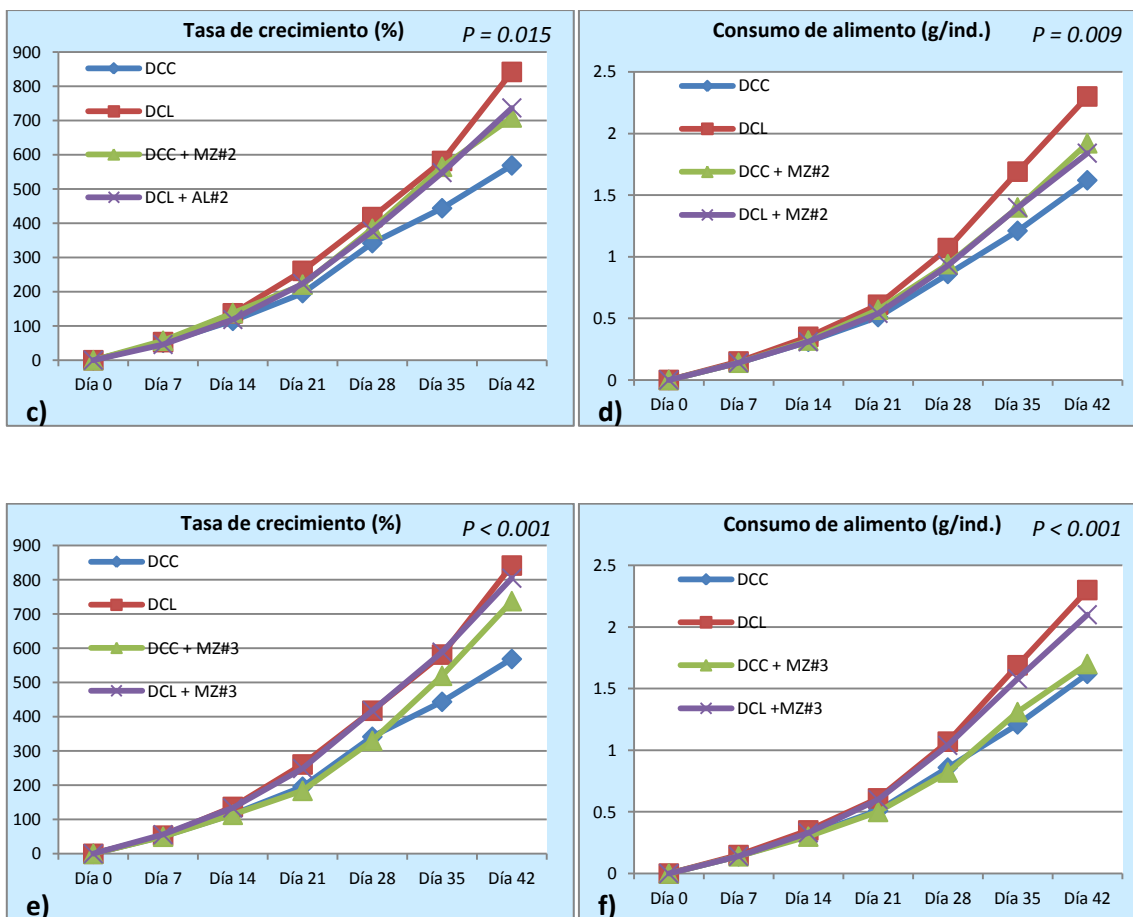 Tasa de crecimiento (%)
P = 0.015
900
800
700
600
500
400
300
200
100
0
DCC
DCL
DCC + MZ#2
DCL + AL#2
Día 0 Día 7 Día 14 Día 21 Día 28 Día 35 Día 42
c)
Consumo de alimento (g/ind.)
P = 0.009
2.5
2
1.5
1
0.5
0
DCC
DCL
DCC + MZ#2
DCL + MZ#2
Día 0 Día 7 Día 14 Día 21 Día 28 Día 35 Día 42
d)
Tasa de crecimiento (%)
P < 0.001
900
800
700
600
500
400
300
200
100
0
DCC
DCL
DCC + MZ#3
DCL + MZ#3
Día 0 Día 7 Día 14 Día 21 Día 28 Día 35 Día 42
e)
Consumo de alimento (g/ind.)
P < 0.001
2.5
2
1.5
1
0.5
0
DCC
DCL
DCC + MZ#3
DCL +MZ#3
Día 0 Día 7 Día 14 Día 21 Día 28 Día 35 Día 42
f)